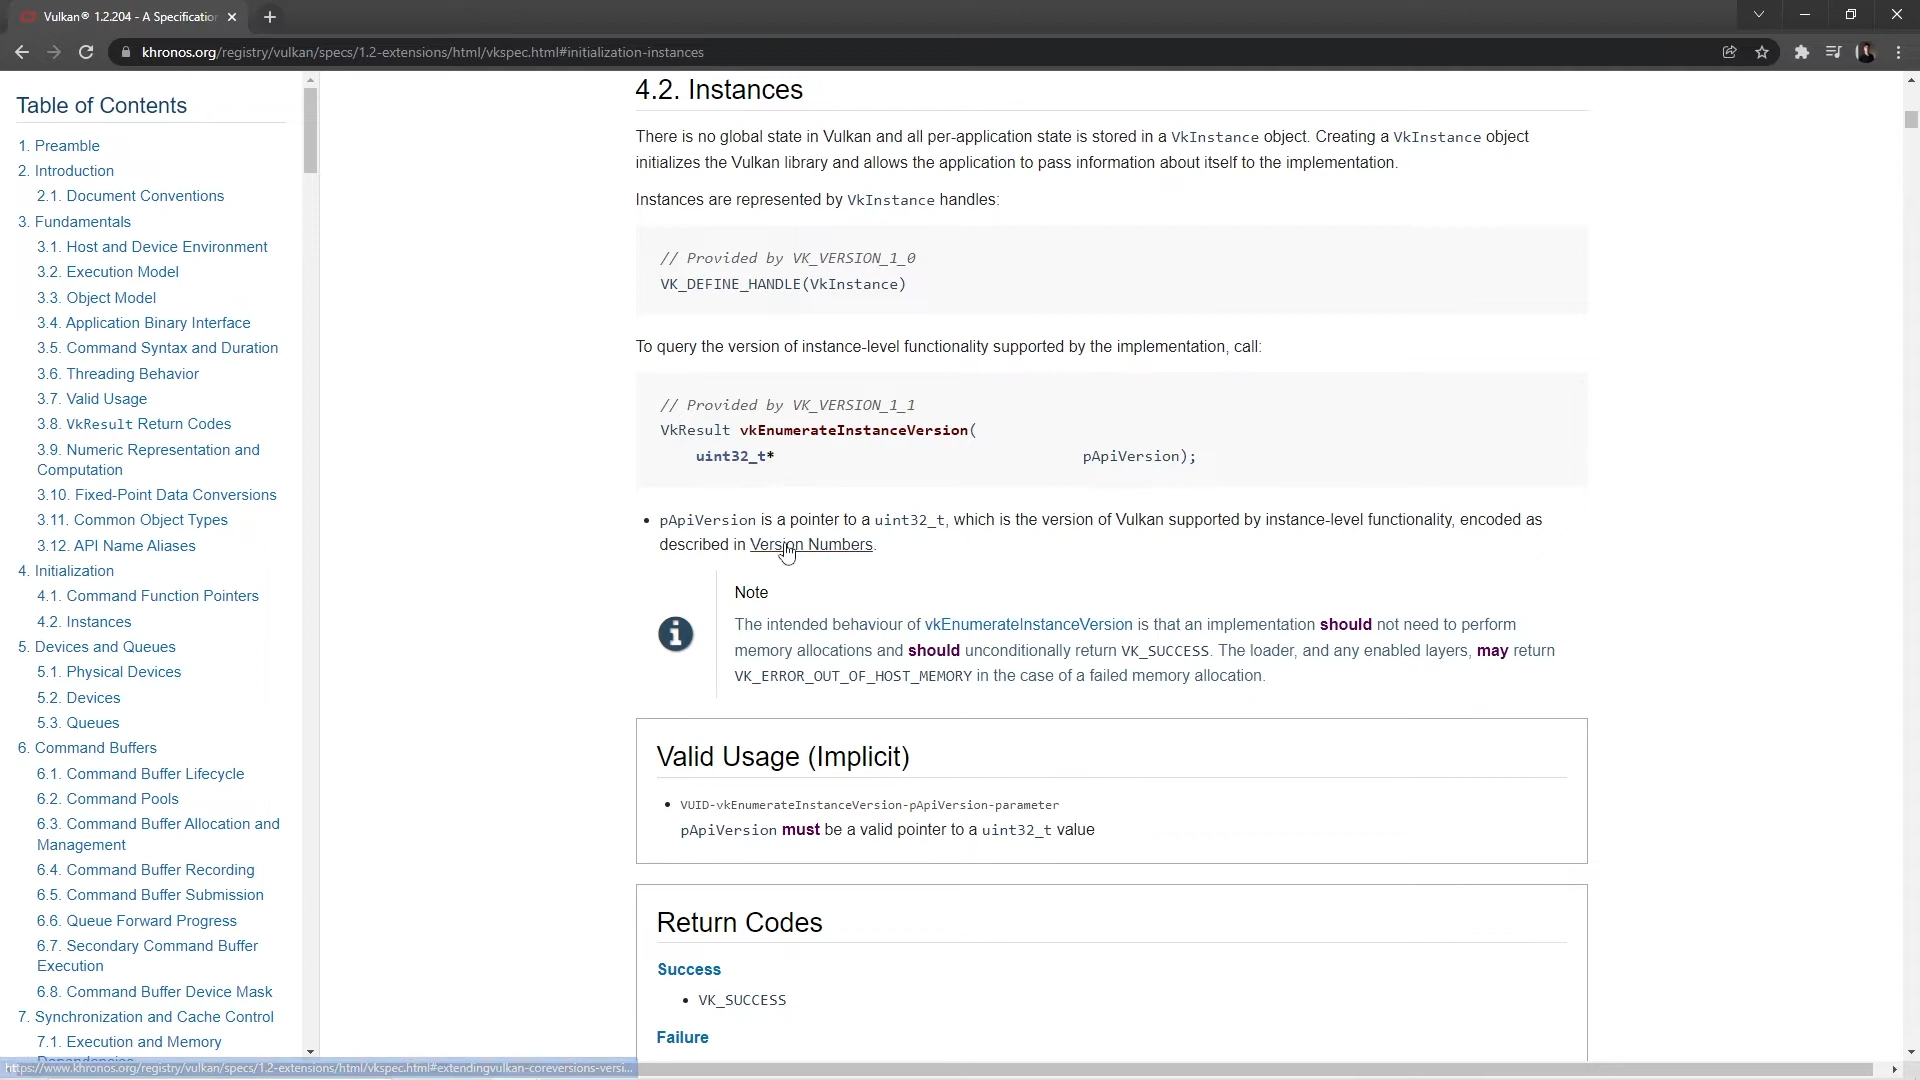 Vulkan® 1.2.204 - A Specification
khronos.org/registry/vulkan/specs/1.2-extensions/html/vkspec.html#initialization-instances
Table of Contents
1. Preamble
2. Introduction
2.1. Document Conventions
3. Fundamentals
3.1. Host and Device Environment
3.2. Execution Model
3.3. Object Model
3.4. Application Binary Interface
3.5. Command Syntax and Duration
3.6. Threading Behavior
3.7. Valid Usage
3.8. VkResult Return Codes
3.9. Numeric Representation and
Computation
3.10. Fixed-Point Data Conversions
3.11. Common Object Types
3.12. API Name Aliases
4. Initialization
4.1. Command Function Pointers
4.2. Instances
5. Devices and Queues
5.1. Physical Devices
5.2. Devices
5.3. Queues
6. Command Buffers
6.1. Command Buffer Lifecycle
6.2. Command Pools
6.3. Command Buffer Allocation and
Management
6.4. Command Buffer Recording
6.5. Command Buffer Submission
6.6. Queue Forward Progress
6.7. Secondary Command Buffer
Execution
6.8. Command Buffer Device Mask
7. Synchronization and Cache Control
7.1. Execution and Memory
https://www.khronos.org/registry/vulkan/specs/1.2-extensions/html/vkspec.html#extendingvulkan-coreversions-versi...
4.2. Instances
There is no global state in Vulkan and all per-application state is stored in a VkInstance object. Creating a VkInstance object
initializes the Vulkan library and allows the application to pass information about itself to the implementation.
Instances are represented by VkInstance handles:
// Provided by VK_VERSION_1_0
VK_DEFINE_HANDLE(VkInstance)
To query the version of instance-level functionality supported by the implementation, call:
// Provided by VK_VERSION_1_1
VkResult vkEnumerateInstanceVersion(
uint32_t* pApiVersion);
• pApiVersion is a pointer to a uint32_t, which is the version of Vulkan supported by instance-level functionality, encoded as
described in Version Numbers.
Note
The intended behaviour of vkEnumerateInstanceVersion is that an implementation should not need to perform
memory allocations and should unconditionally return VK_SUCCESS. The loader, and any enabled layers, may return
VK_ERROR_OUT_OF_HOST_MEMORY in the case of a failed memory allocation.
Valid Usage (Implicit)
• VUID-vkEnumerateInstanceVersion-pApiVersion-parameter
pApiVersion must be a valid pointer to a uint32_t value
Return Codes
Success
• VK_SUCCESS
Failure